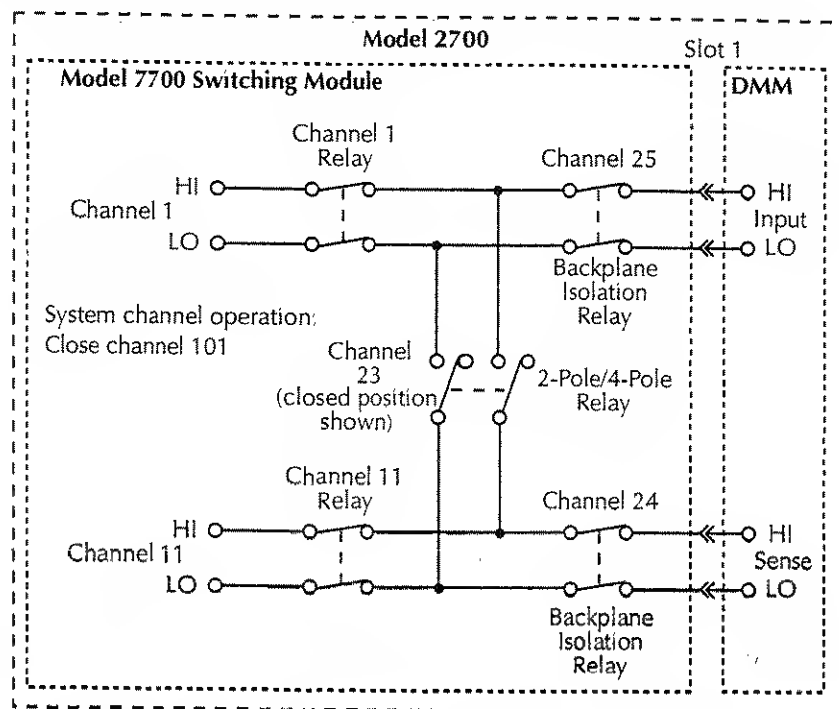 Model 2700
Slot 1
Model 7700 Switching Module
DMM
Channel 1
Relay
Channel 25
HI
HI
Channel 1
Input
LO
LO
Backplane
Isolation
Relay
System channel operation:
Close channel 101
Channel
23
(closed position
shown)
2-Pole/4-Pole
Relay
Channel 11
Relay
Channel 24
HI
HI
Channel 11
Sense
LO
LO
Backplane
Isolation
Relay